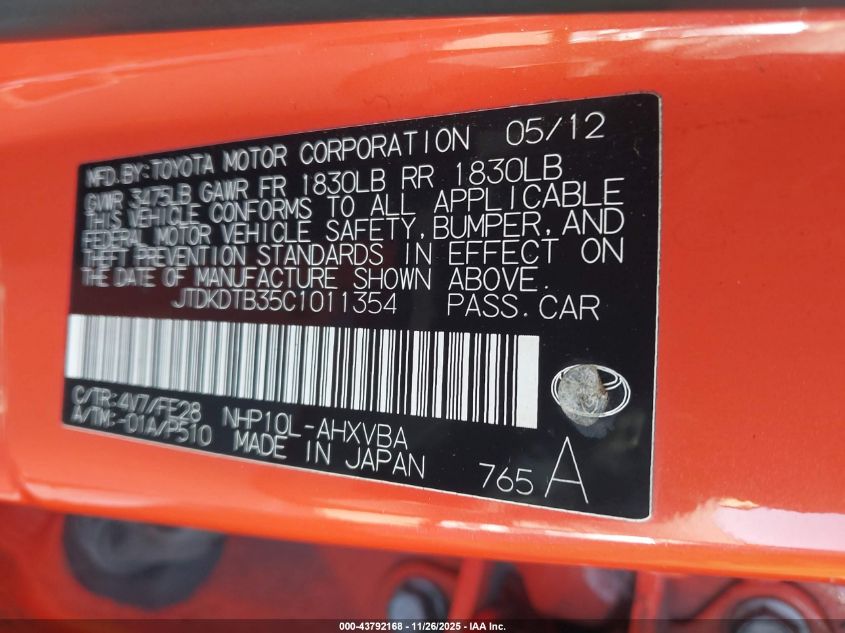 MFD.BY:TOYOTA MOTOR CORPORATION 05/12
GVWR 3475LB GAWR FR 1830LB RR 1830LB
THIS VEHICLE CONFORMS TO ALL APPLICABLE
FEDERAL MOTOR VEHICLE SAFETY, BUMPER, AND
THEFT PREVENTION STANDARDS IN EFFECT ON
THE DATE OF MANUFACTURE SHOWN ABOVE.
JTDKDTB35C1011354 PASS.CAR
C/TR:4V7/FE28
A/TM:-01A/P510
NHP10L-AHXVBA
MADE IN JAPAN
765 A
000-43792168 - 11/26/2025 - IAA Inc.